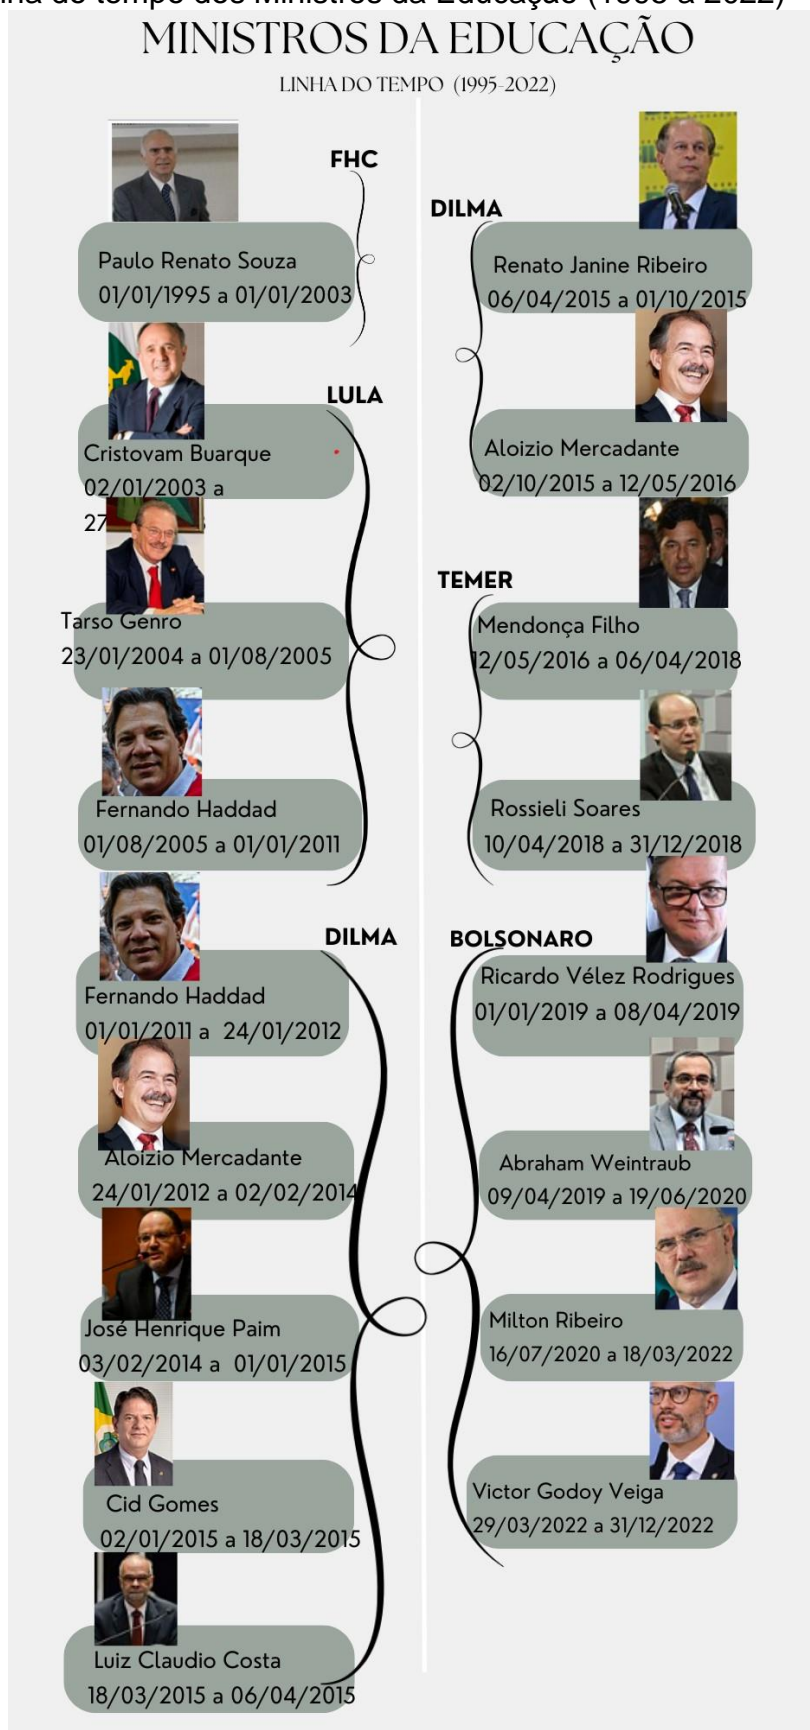 dos Ministros da Educação
MINISTROS DA EDUCAÇÃO
LINHA DO TEMPO (1995-2022)
FHC
Paulo Renato Souza
01/01/1995 a 01/01/2003
LULA
Cristovam Buarque
02/01/2003 a
27
Tarso Genro
23/01/2004 a 01/08/2005
Fernando Haddad
01/08/2005 a 01/01/2011
DILMA
Fernando Haddad
01/01/2011 a 24/01/2012
Aloizio Mercadante
24/01/2012 a 02/02/2014
José Henrique Paim
03/02/2014 a 01/01/2015
Cid Gomes
02/01/2015 a 18/03/2015
Luiz Claudio Costa
18/03/2015 a 06/04/2015
DILMA
Renato Janine Ribeiro
06/04/2015 a 01/10/2015
Aloizio Mercadante
02/10/2015 a 12/05/2016
TEMER
Mendonça Filho
12/05/2016 a 06/04/2018
Rossieli Soares
10/04/2018 a 31/12/2018
BOLSONARO
Ricardo Vélez Rodrigues
01/01/2019 a 08/04/2019
Abraham Weintraub
09/04/2019 a 19/06/2020
Milton Ribeiro
16/07/2020 a 18/03/2022
Victor Godoy Veiga
29/03/2022 a 31/12/2022